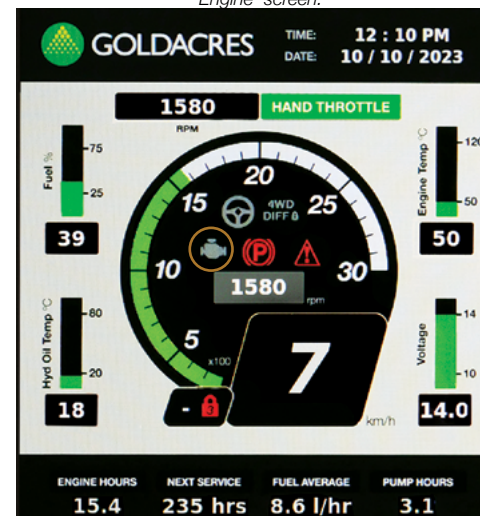 Engine screen.
GOLDACRES
TIME: 12 : 10 PM
DATE: 10 / 10 / 2023
1580
RPM
HAND THROTTLE
Fuel %
75
25
39
Engine Temp °C
120
50
50
5
10
15
20
25
30
x100
4WD
DIFF
P
1580
rpm
Hyd Oil Temp °C
80
20
18
Voltage
14
10
14.0
-
3
7
km/h
ENGINE HOURS
15.4
NEXT SERVICE
235 hrs
FUEL AVERAGE
8.6 l/hr
PUMP HOURS
3.1